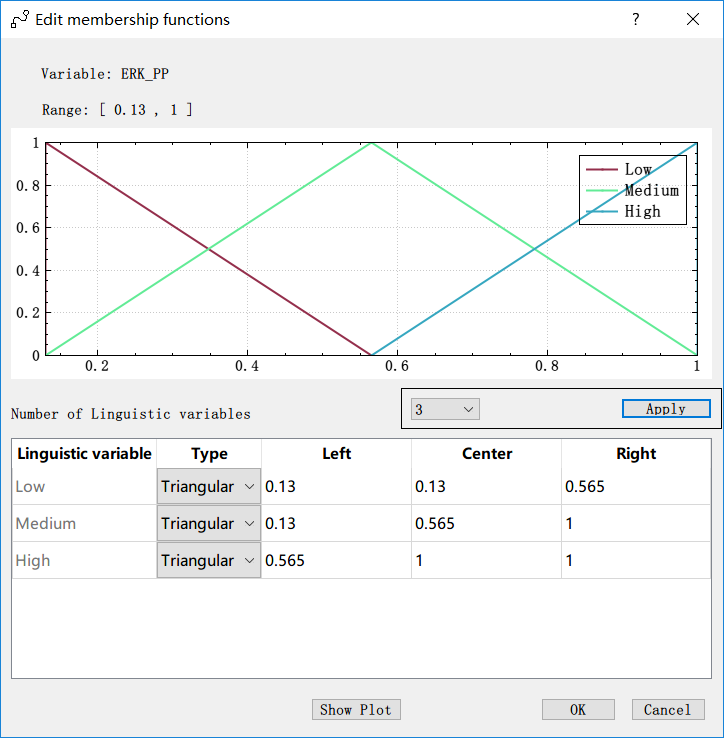 Edit membership functions
?
Variable: ERK_PP
Range: [ 0.13 , 1 ]
1
0.8
0.6
0.4
0.2
0
0.2 0.4 0.6 0.8 1
Low
Medium
High
Number of Linguistic variables 3 Apply
Linguistic variable Type Left Center Right
Low Triangular 0.13 0.13 0.565
Medium Triangular 0.13 0.565 1
High Triangular 0.565 1 1
Show Plot OK Cancel